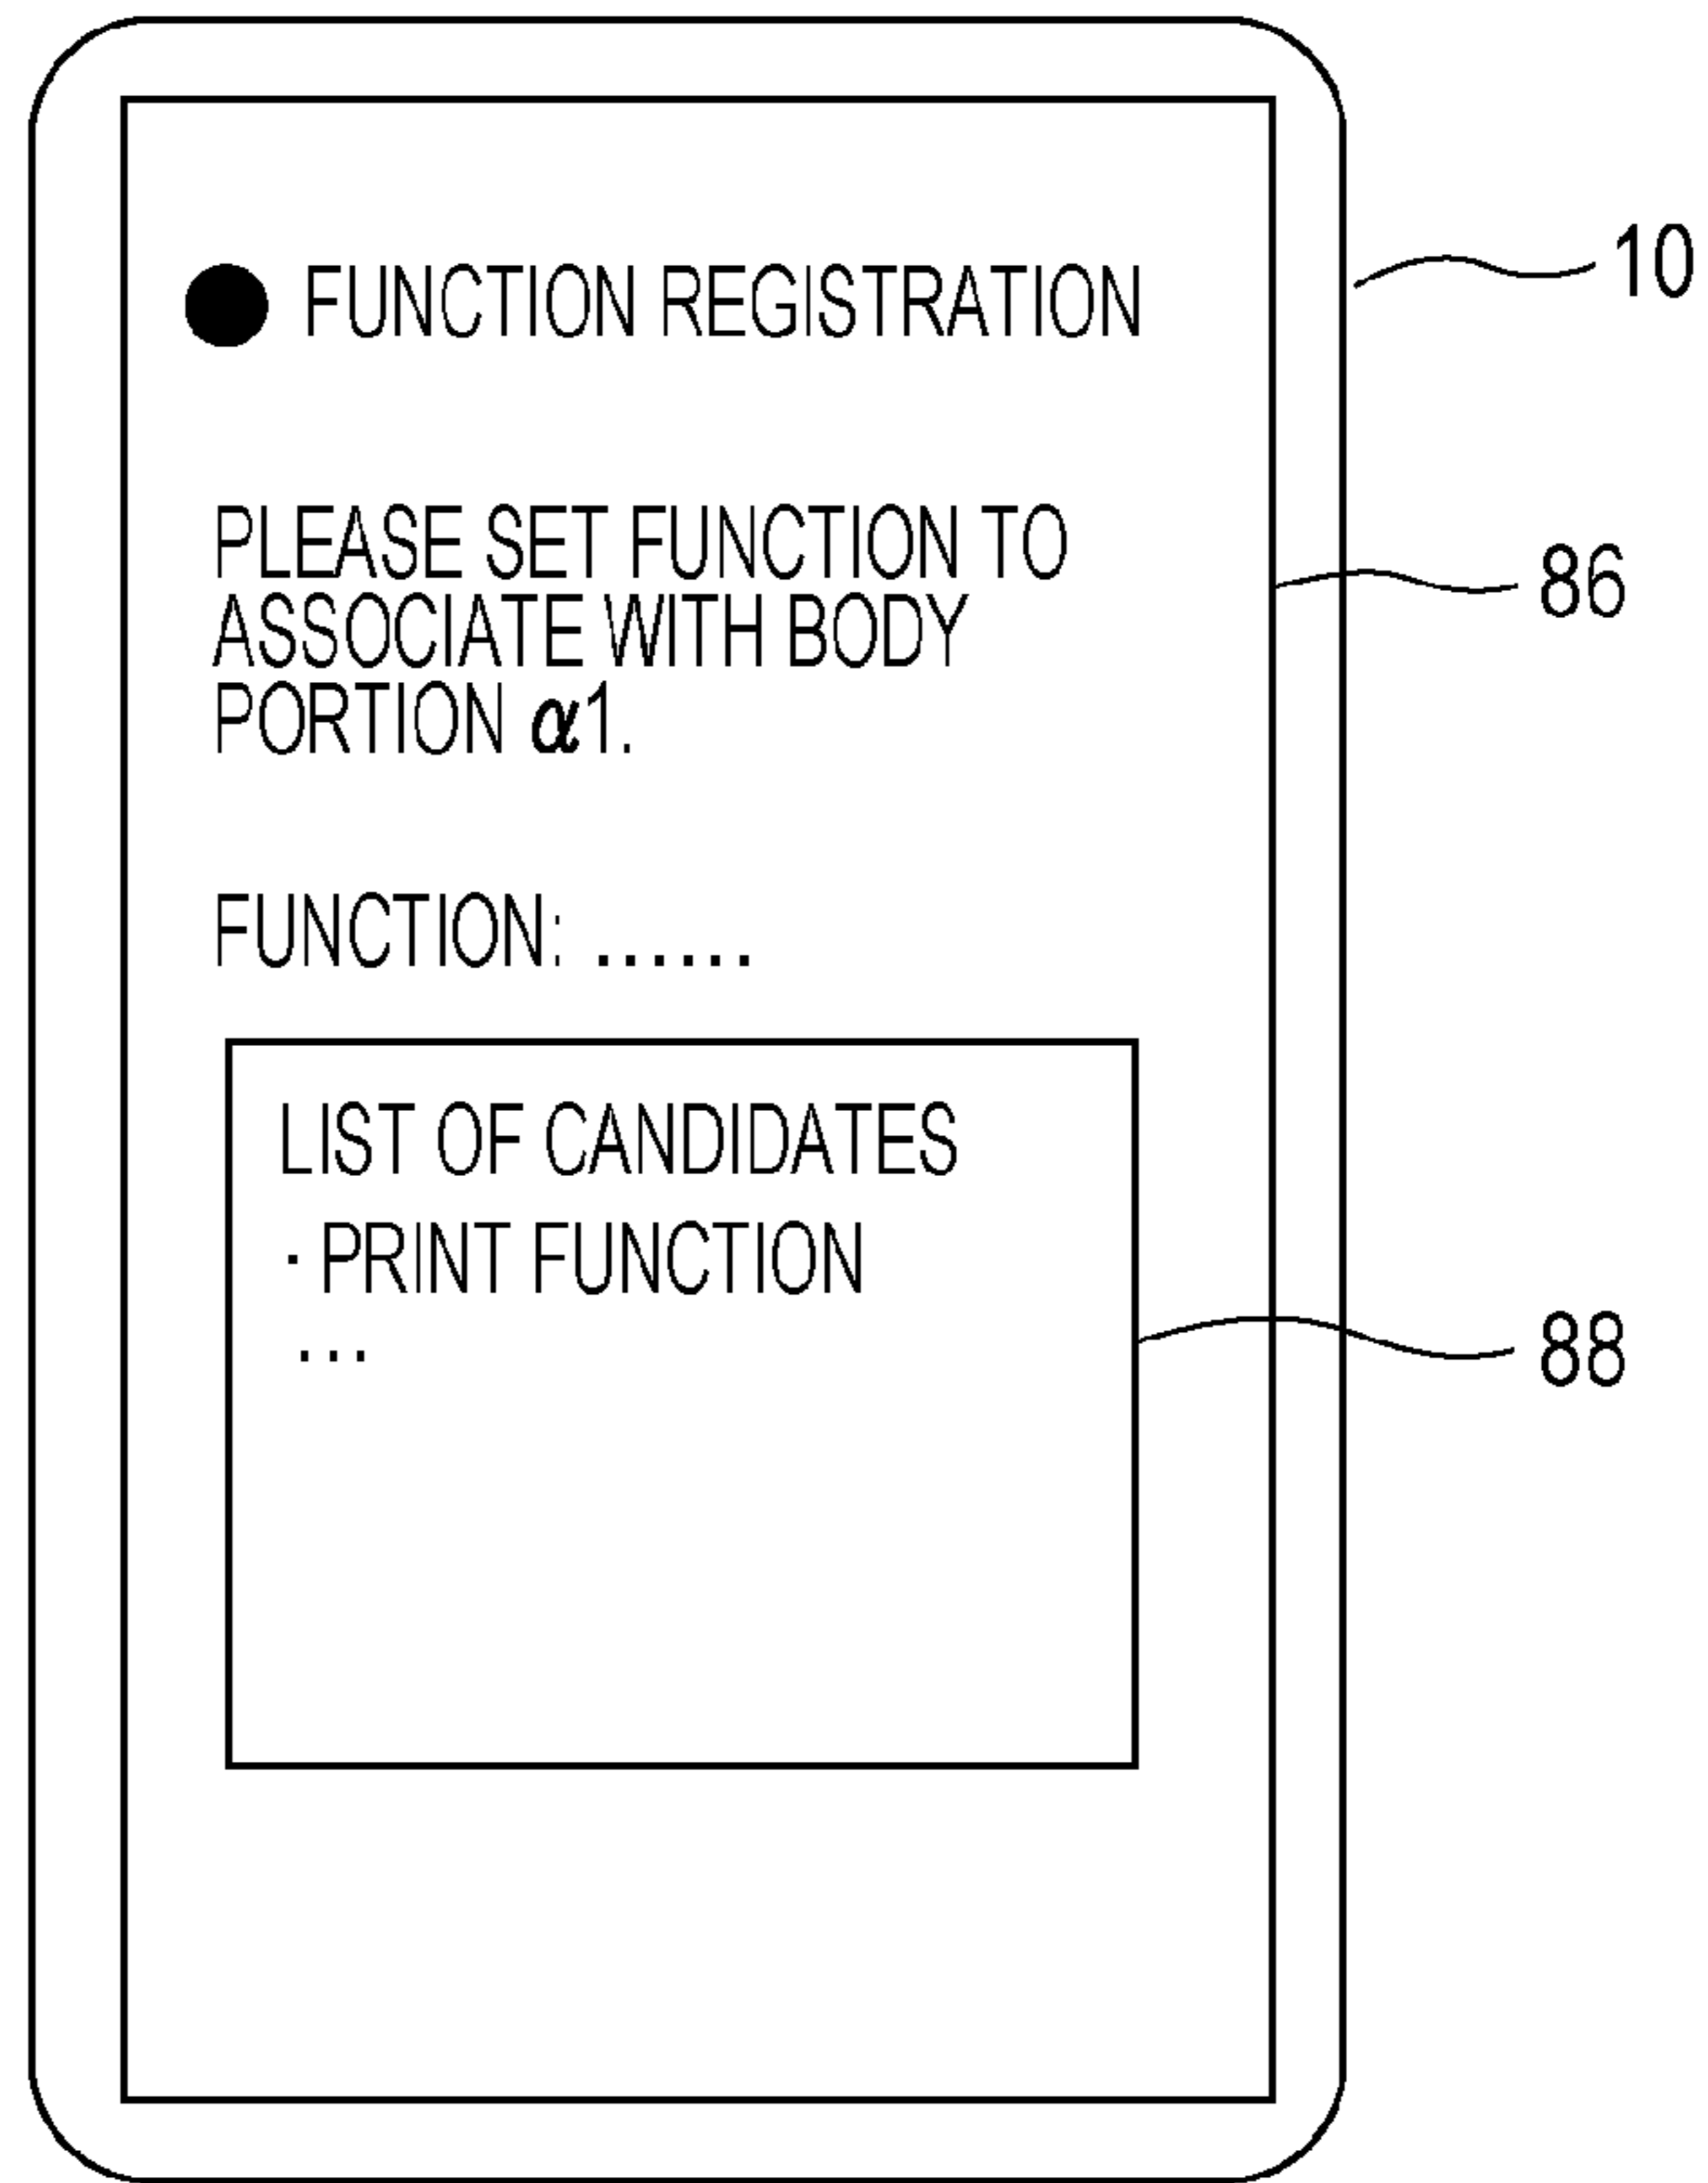 ● FUNCTION REGISTRATION
10
PLEASE SET FUNCTION TO
ASSOCIATE WITH BODY
PORTION α1.
86
FUNCTION: ......
LIST OF CANDIDATES
· PRINT FUNCTION
...
88